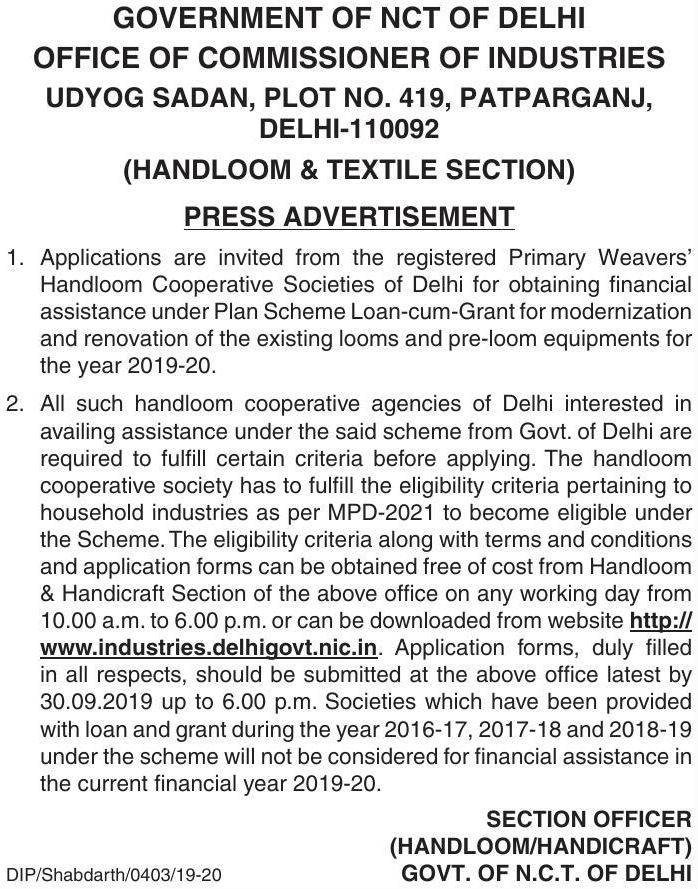 GOVERNMENT OF NCT OF DELHI
OFFICE OF COMMISSIONER OF INDUSTRIES
UDYOG SADAN, PLOT NO. 419, PATPARGANJ,
DELHI-110092
(HANDLOOM & TEXTILE SECTION)
PRESS ADVERTISEMENT
1. Applications are invited from the registered Primary Weavers’
Handloom Cooperative Societies of Delhi for obtaining financial
assistance under Plan Scheme Loan-cum-Grant for modernization
and renovation of the existing looms and pre-loom equipments for
the year 2019-20.
2. All such handloom cooperative agencies of Delhi interested in
availing assistance under the said scheme from Govt. of Delhi are
required to fulfill certain criteria before applying. The handloom
cooperative society has to fulfill the eligibility criteria pertaining to
household industries as per MPD-2021 to become eligible under
the Scheme. The eligibility criteria along with terms and conditions
and application forms can be obtained free of cost from Handloom
& Handicraft Section of the above office on any working day from
10.00 a.m. to 6.00 p.m. or can be downloaded from website http://
www.industries.delhigovt.nic.in. Application forms, duly filled
in all respects, should be submitted at the above office latest by
30.09.2019 up to 6.00 p.m. Societies which have been provided
with loan and grant during the year 2016-17, 2017-18 and 2018-19
under the scheme will not be considered for financial assistance in
the current financial year 2019-20.
SECTION OFFICER
(HANDLOOM/HANDICRAFT)
DIP/Shabdarth/0403/19-20 GOVT. OF N.C.T. OF DELHI